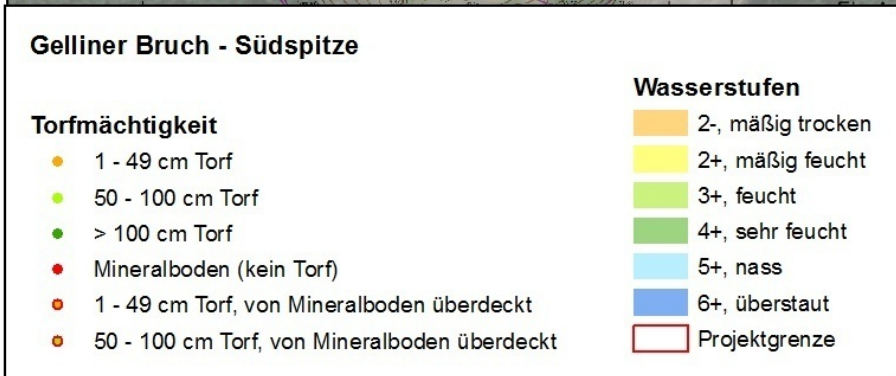 Gelliner Bruch - Südspitze
Torfmächtigkeit
1 - 49 cm Torf
50 - 100 cm Torf
> 100 cm Torf
Mineralboden (kein Torf)
1 - 49 cm Torf, von Mineralboden überdeckt
50 - 100 cm Torf, von Mineralboden überdeckt
Wasserstufen
2-, mäßig trocken
2+, mäßig feucht
3+, feucht
4+, sehr feucht
5+, nass
6+, überstaut
Projektgrenze